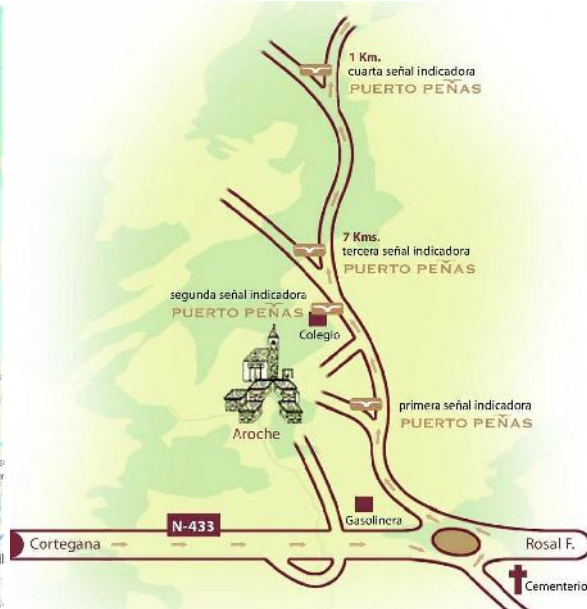 1 Km.
cuarta señal indicadora
PUERTO PEÑAS
7 Kms.
tercera señal indicadora
PUERTO PEÑAS
segunda señal indicadora
PUERTO PEÑAS
Colegio
Aroche
primera señal indicadora
PUERTO PEÑAS
Gasolinera
N-433
Cortegana
Rosal F.
Cementerio